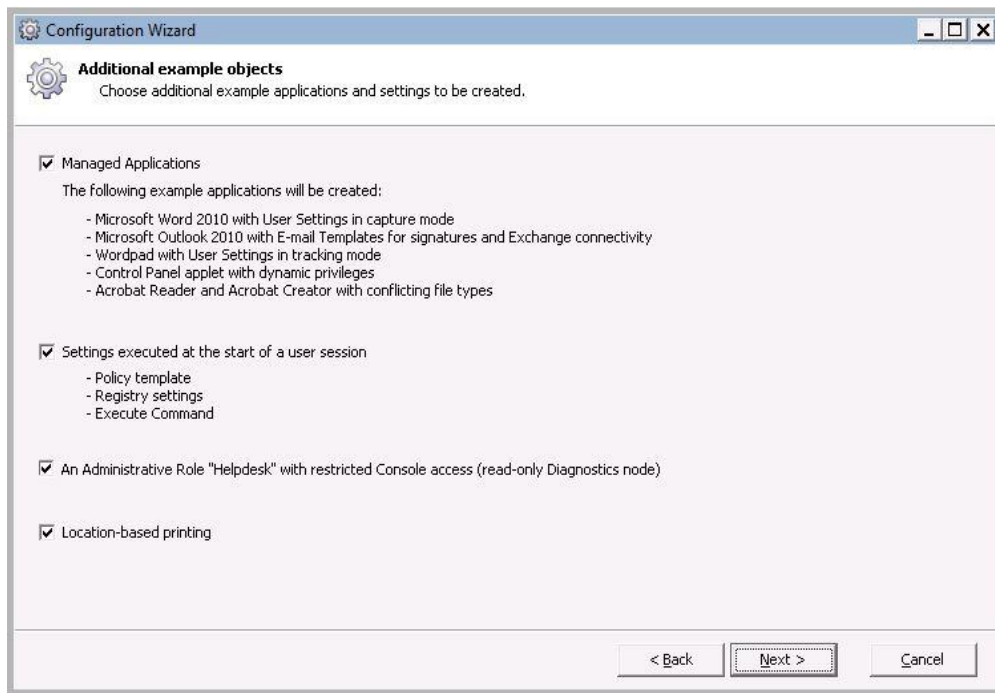 Configuration Wizard
Additional example objects
Choose additional example applications and settings to be created.
Managed Applications
The following example applications will be created:
- Microsoft Word 2010 with User Settings in capture mode
- Microsoft Outlook 2010 with E-mail Templates for signatures and Exchange connectivity
- Wordpad with User Settings in tracking mode
- Control Panel applet with dynamic privileges
- Acrobat Reader and Acrobat Creator with conflicting file types
Settings executed at the start of a user session
- Policy template
- Registry settings
- Execute Command
An Administrative Role "Helpdesk" with restricted Console access (read-only Diagnostics node)
Location-based printing
< Back
Next >
Cancel